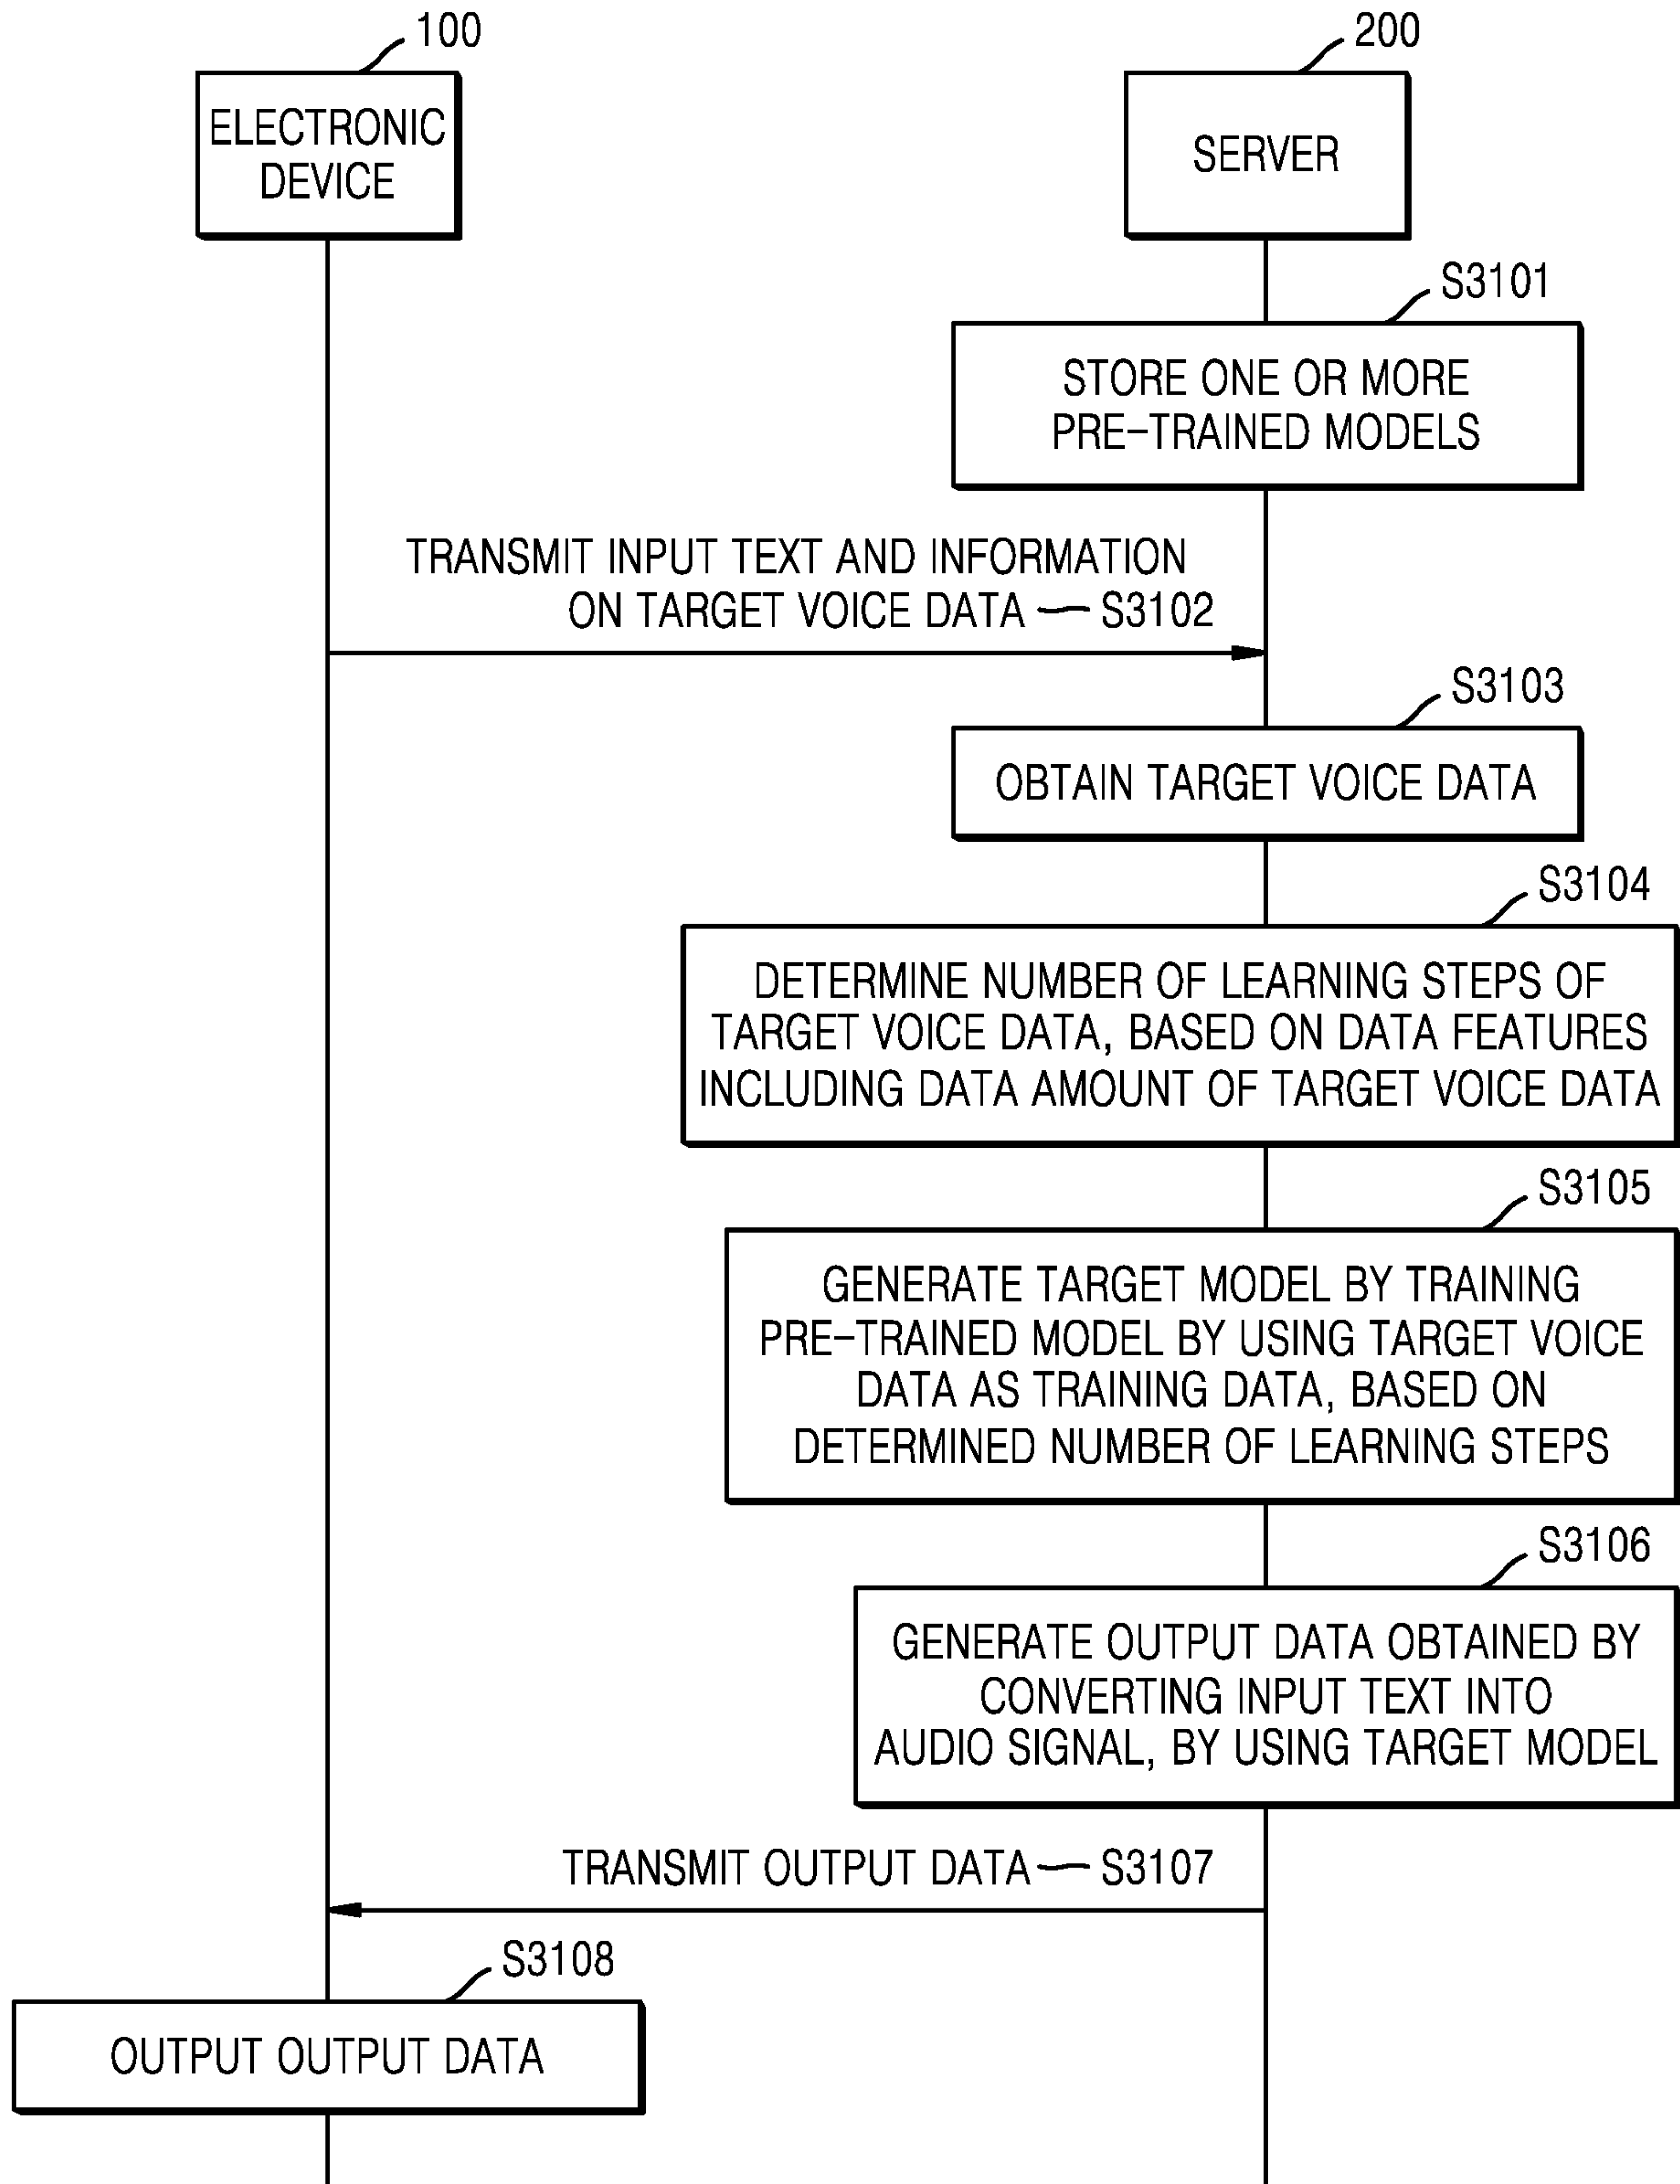 100
200
ELECTRONIC
DEVICE
SERVER
S3101
STORE ONE OR MORE
PRE-TRAINED MODELS
TRANSMIT INPUT TEXT AND INFORMATION
ON TARGET VOICE DATA S3102
S3103
OBTAIN TARGET VOICE DATA
S3104
DETERMINE NUMBER OF LEARNING STEPS OF
TARGET VOICE DATA, BASED ON DATA FEATURES
INCLUDING DATA AMOUNT OF TARGET VOICE DATA
S3105
GENERATE TARGET MODEL BY TRAINING
PRE-TRAINED MODEL BY USING TARGET VOICE
DATA AS TRAINING DATA, BASED ON
DETERMINED NUMBER OF LEARNING STEPS
S3106
GENERATE OUTPUT DATA OBTAINED BY
CONVERTING INPUT TEXT INTO
AUDIO SIGNAL, BY USING TARGET MODEL
TRANSMIT OUTPUT DATA S3107
S3108
OUTPUT OUTPUT DATA